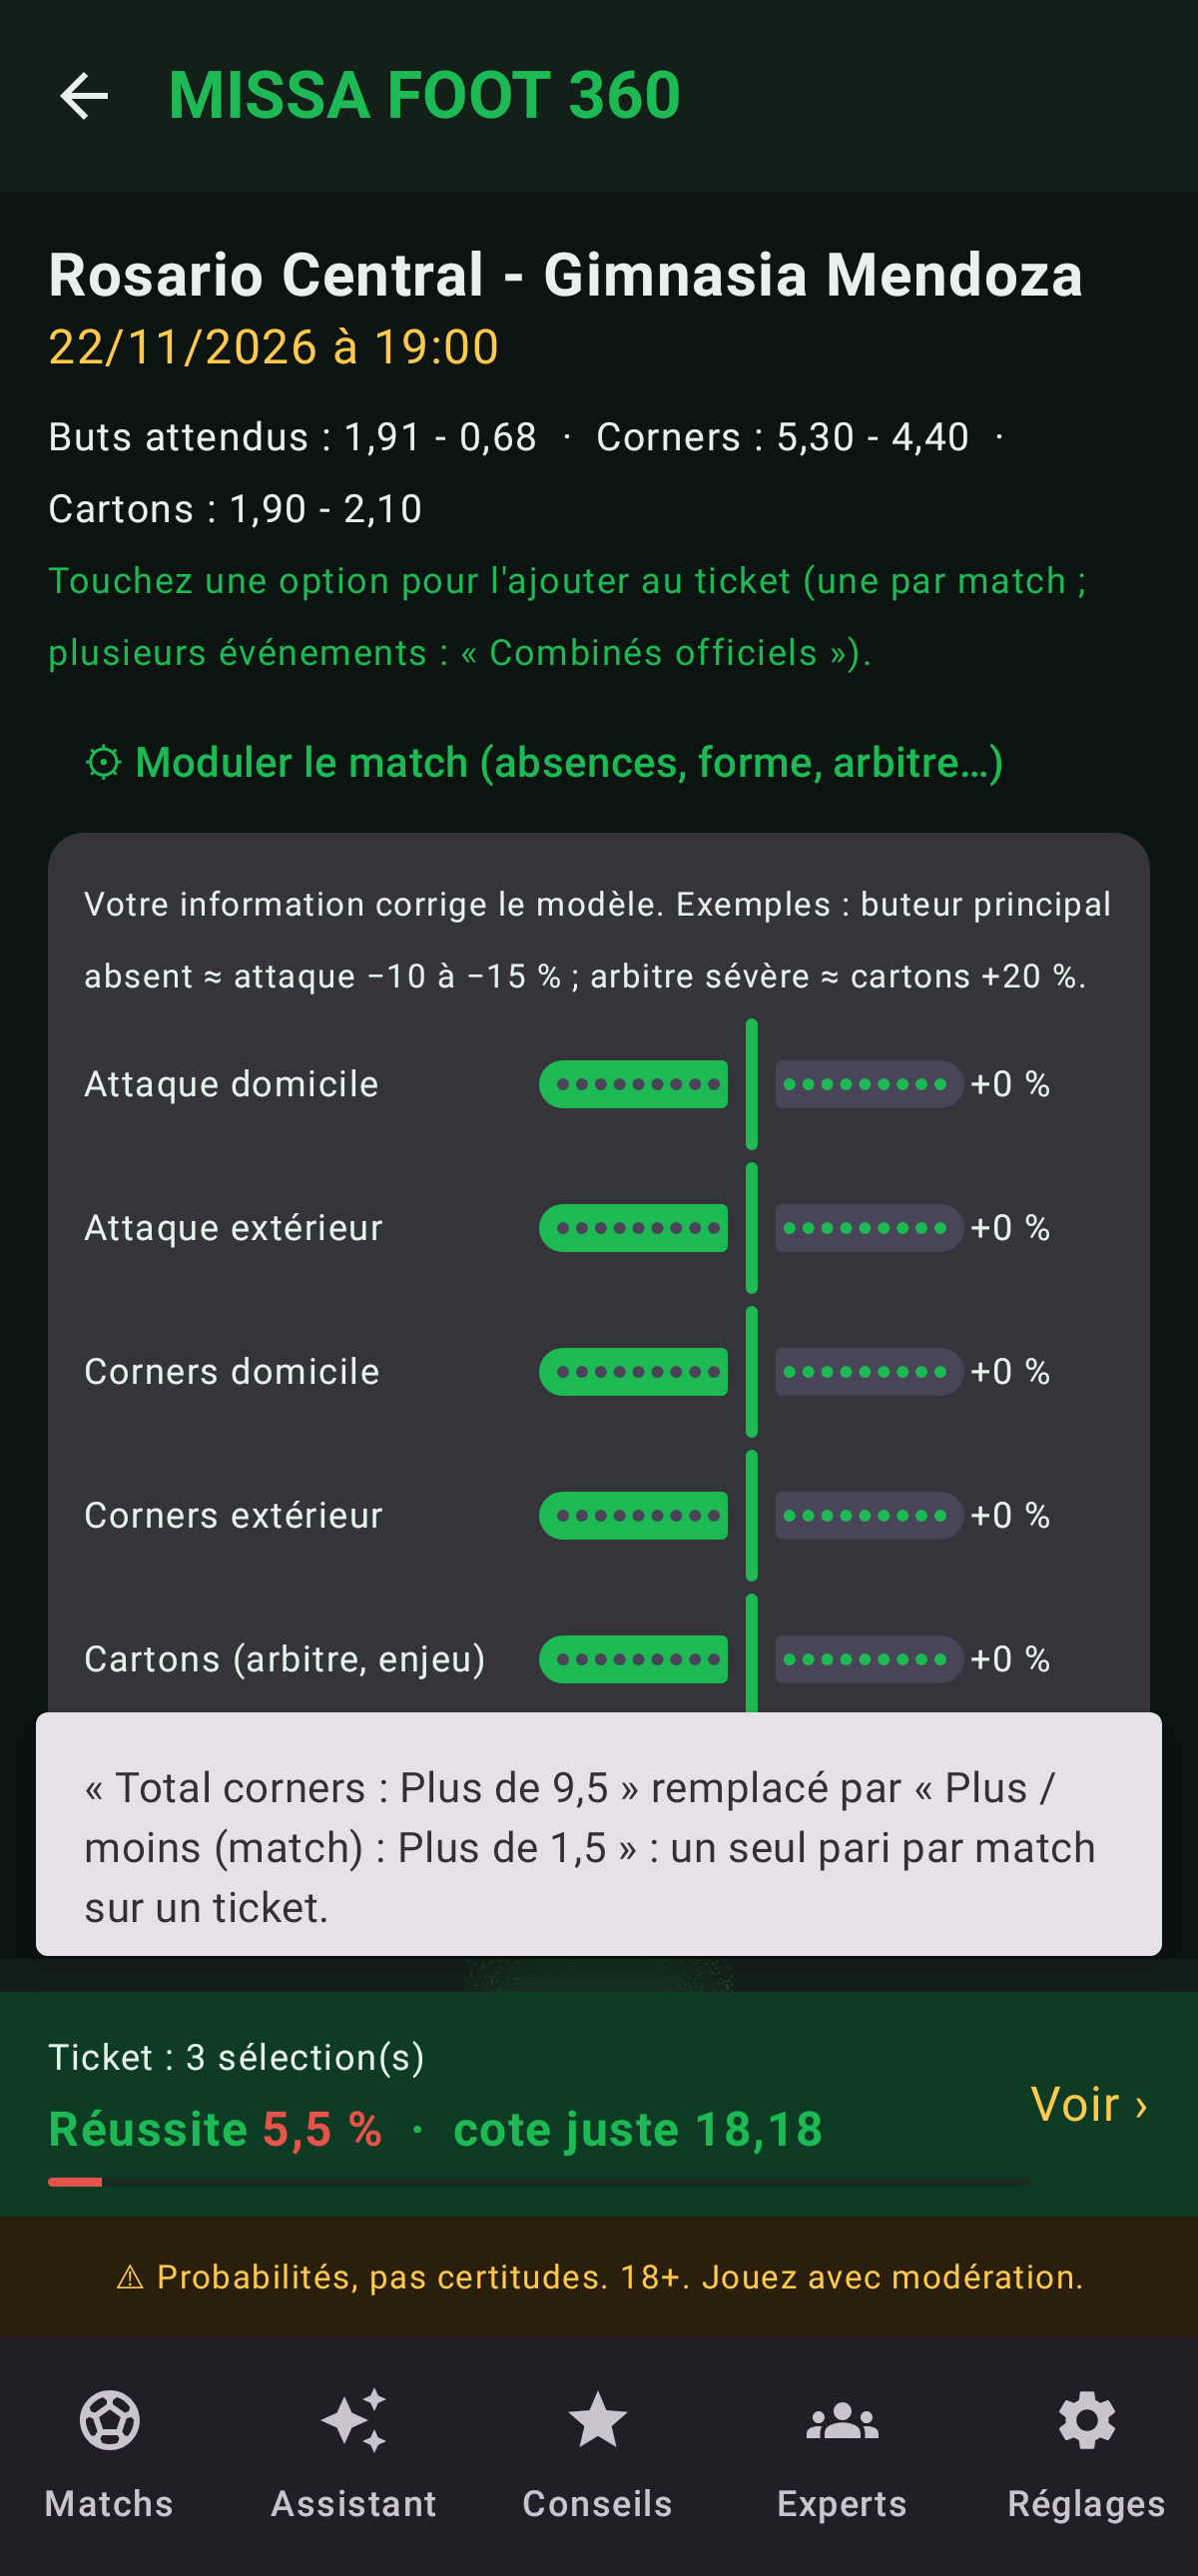 MISSA FOOT 360
Rosario Central - Gimnasia Mendoza
22/11/2026 à 19:00
Buts attendus : 1,91 - 0,68 · Corners : 5,30 - 4,40 ·
Cartons : 1,90 - 2,10
Touchez une option pour l'ajouter au ticket (une par match ;
plusieurs événements : « Combinés officiels »).
Moduler le match (absences, forme, arbitre…)
Votre information corrige le modèle. Exemples : buteur principal
absent ≈ attaque −10 à −15 % ; arbitre sévère ≈ cartons +20 %.
Attaque domicile +0 %
Attaque extérieur +0 %
Corners domicile +0 %
Corners extérieur +0 %
Cartons (arbitre, enjeu) +0 %
« Total corners : Plus de 9,5 » remplacé par « Plus /
moins (match) : Plus de 1,5 » : un seul pari par match
sur un ticket.
Ticket : 3 sélection(s)
Réussite 5,5 % · cote juste 18,18
Voir ›
⚠ Probabilités, pas certitudes. 18+. Jouez avec modération.
Matchs Assistant Conseils Experts Réglages